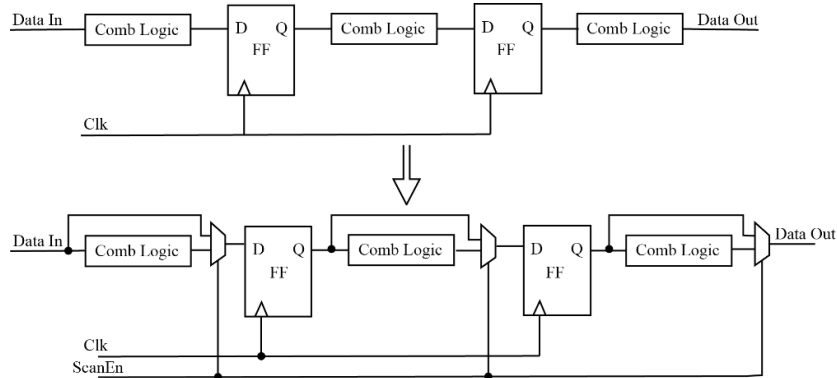 Data In
Comb Logic
D Q
FF
Comb Logic
D Q
FF
Comb Logic
Data Out
Clk
Data In
Comb Logic
D Q
FF
Comb Logic
D Q
FF
Comb Logic
Data Out
Clk
ScanEn